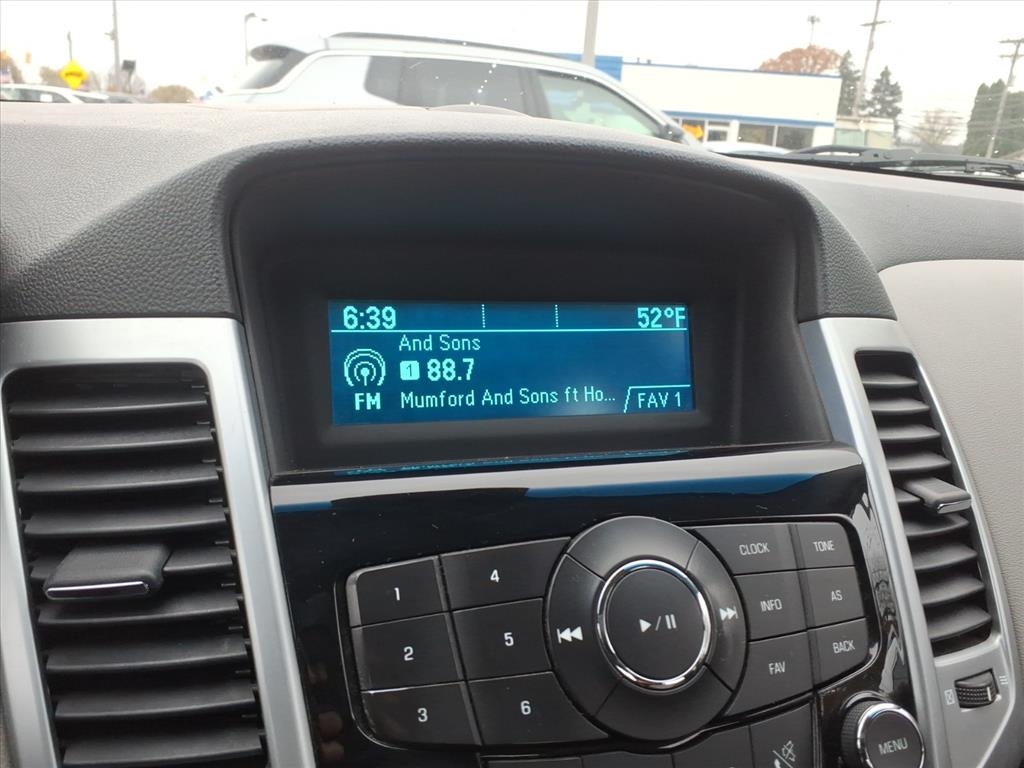 6:39 52°F
And Sons
1 88.7
FM Mumford And Sons ft Ho... FAV 1
1 4 CLOCK TONE
2 5 INFO AS
3 6 FAV BACK
MENU